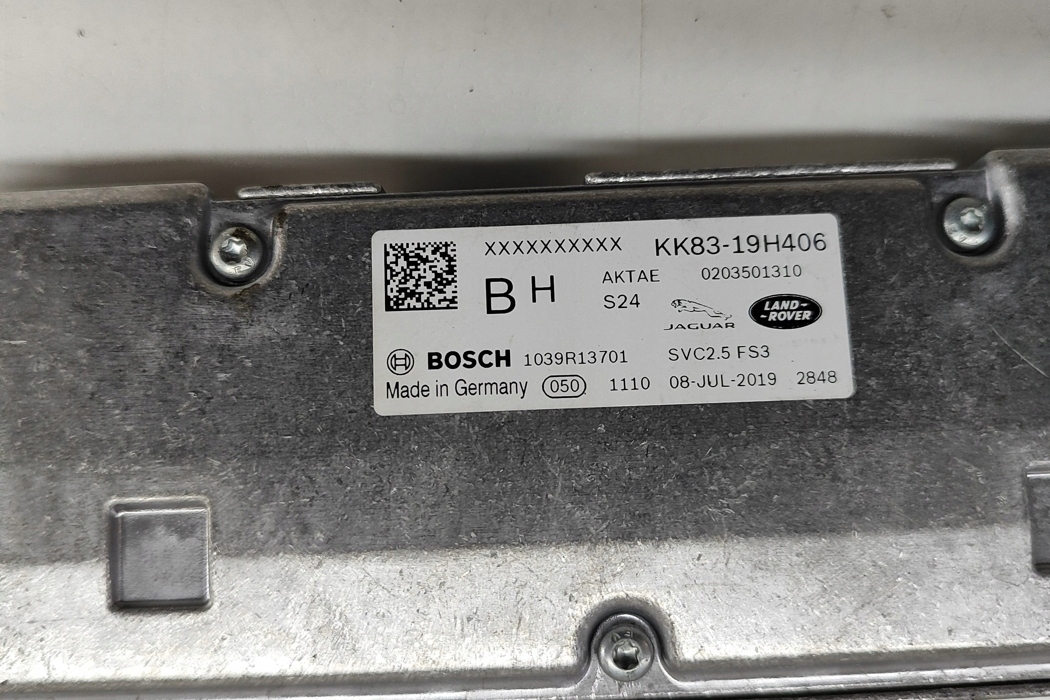 XXXXXXXXXX KK83-19H406
B H AKTAE 0203501310
S24 JAGUAR LAND-
-ROVER
BOSCH 1039R13701 SVC2.5 FS3
Made in Germany 050 1110 08-JUL-2019 2848